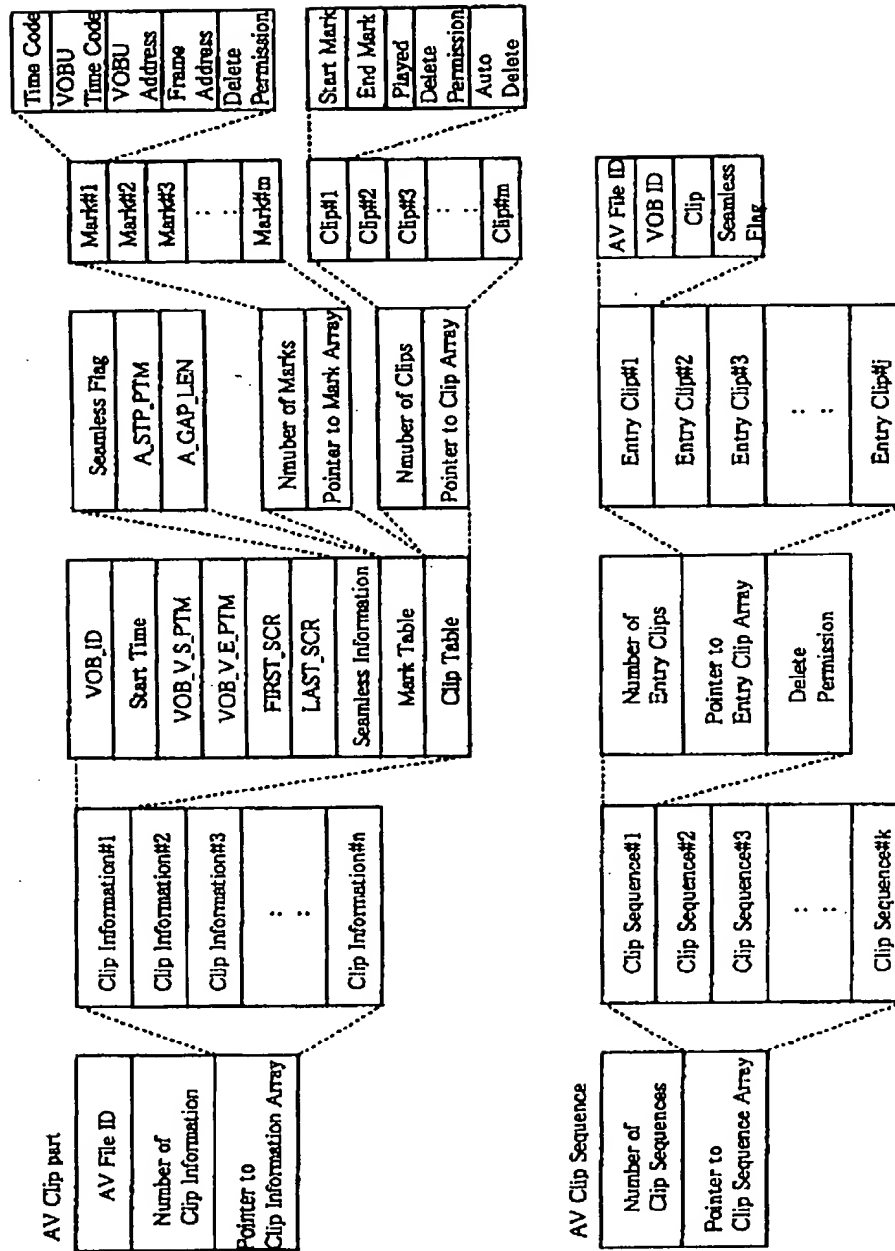 AV Clip part
AV File ID
Number of
Clip Information
Pointer to
Clip Information Array
Clip Information#1
Clip Information#2
Clip Information#3
: :
Clip Information#n
VOB_ID
Start Time
VOB_V_S_PTM
VOB_V_E_PTM
FIRST_SCR
LAST_SCR
Seamless Information
Mark Table
Clip Table
Seamless Flag
A_STP_PTM
A_GAP_LEN
Nmuber of Marks
Pointer to Mark Array
Nmuber of Clips
Pointer to Clip Array
Mark#1
Mark#2
Mark#3
: :
Mark#m
Time Code
VOBU
Time Code
VOBU
Address
Frame
Address
Delete
Permission
Clip#1
Clip#2
Clip#3
: :
Clip#m
Start Mark
End Mark
Played
Delete
Permission
Auto
Delete
AV Clip Sequence
Number of
Clip Sequences
Pointer to
Clip Sequence Array
Clip Sequence#1
Clip Sequence#2
Clip Sequence#3
: :
Clip Sequence#k
Number of
Entry Clips
Pointer to
Entry Clip Array
Delete
Permission
Entry Clip#1
Entry Clip#2
Entry Clip#3
: :
Entry Clip#j
AV File ID
VOB ID
Clip
Seamless
Flag